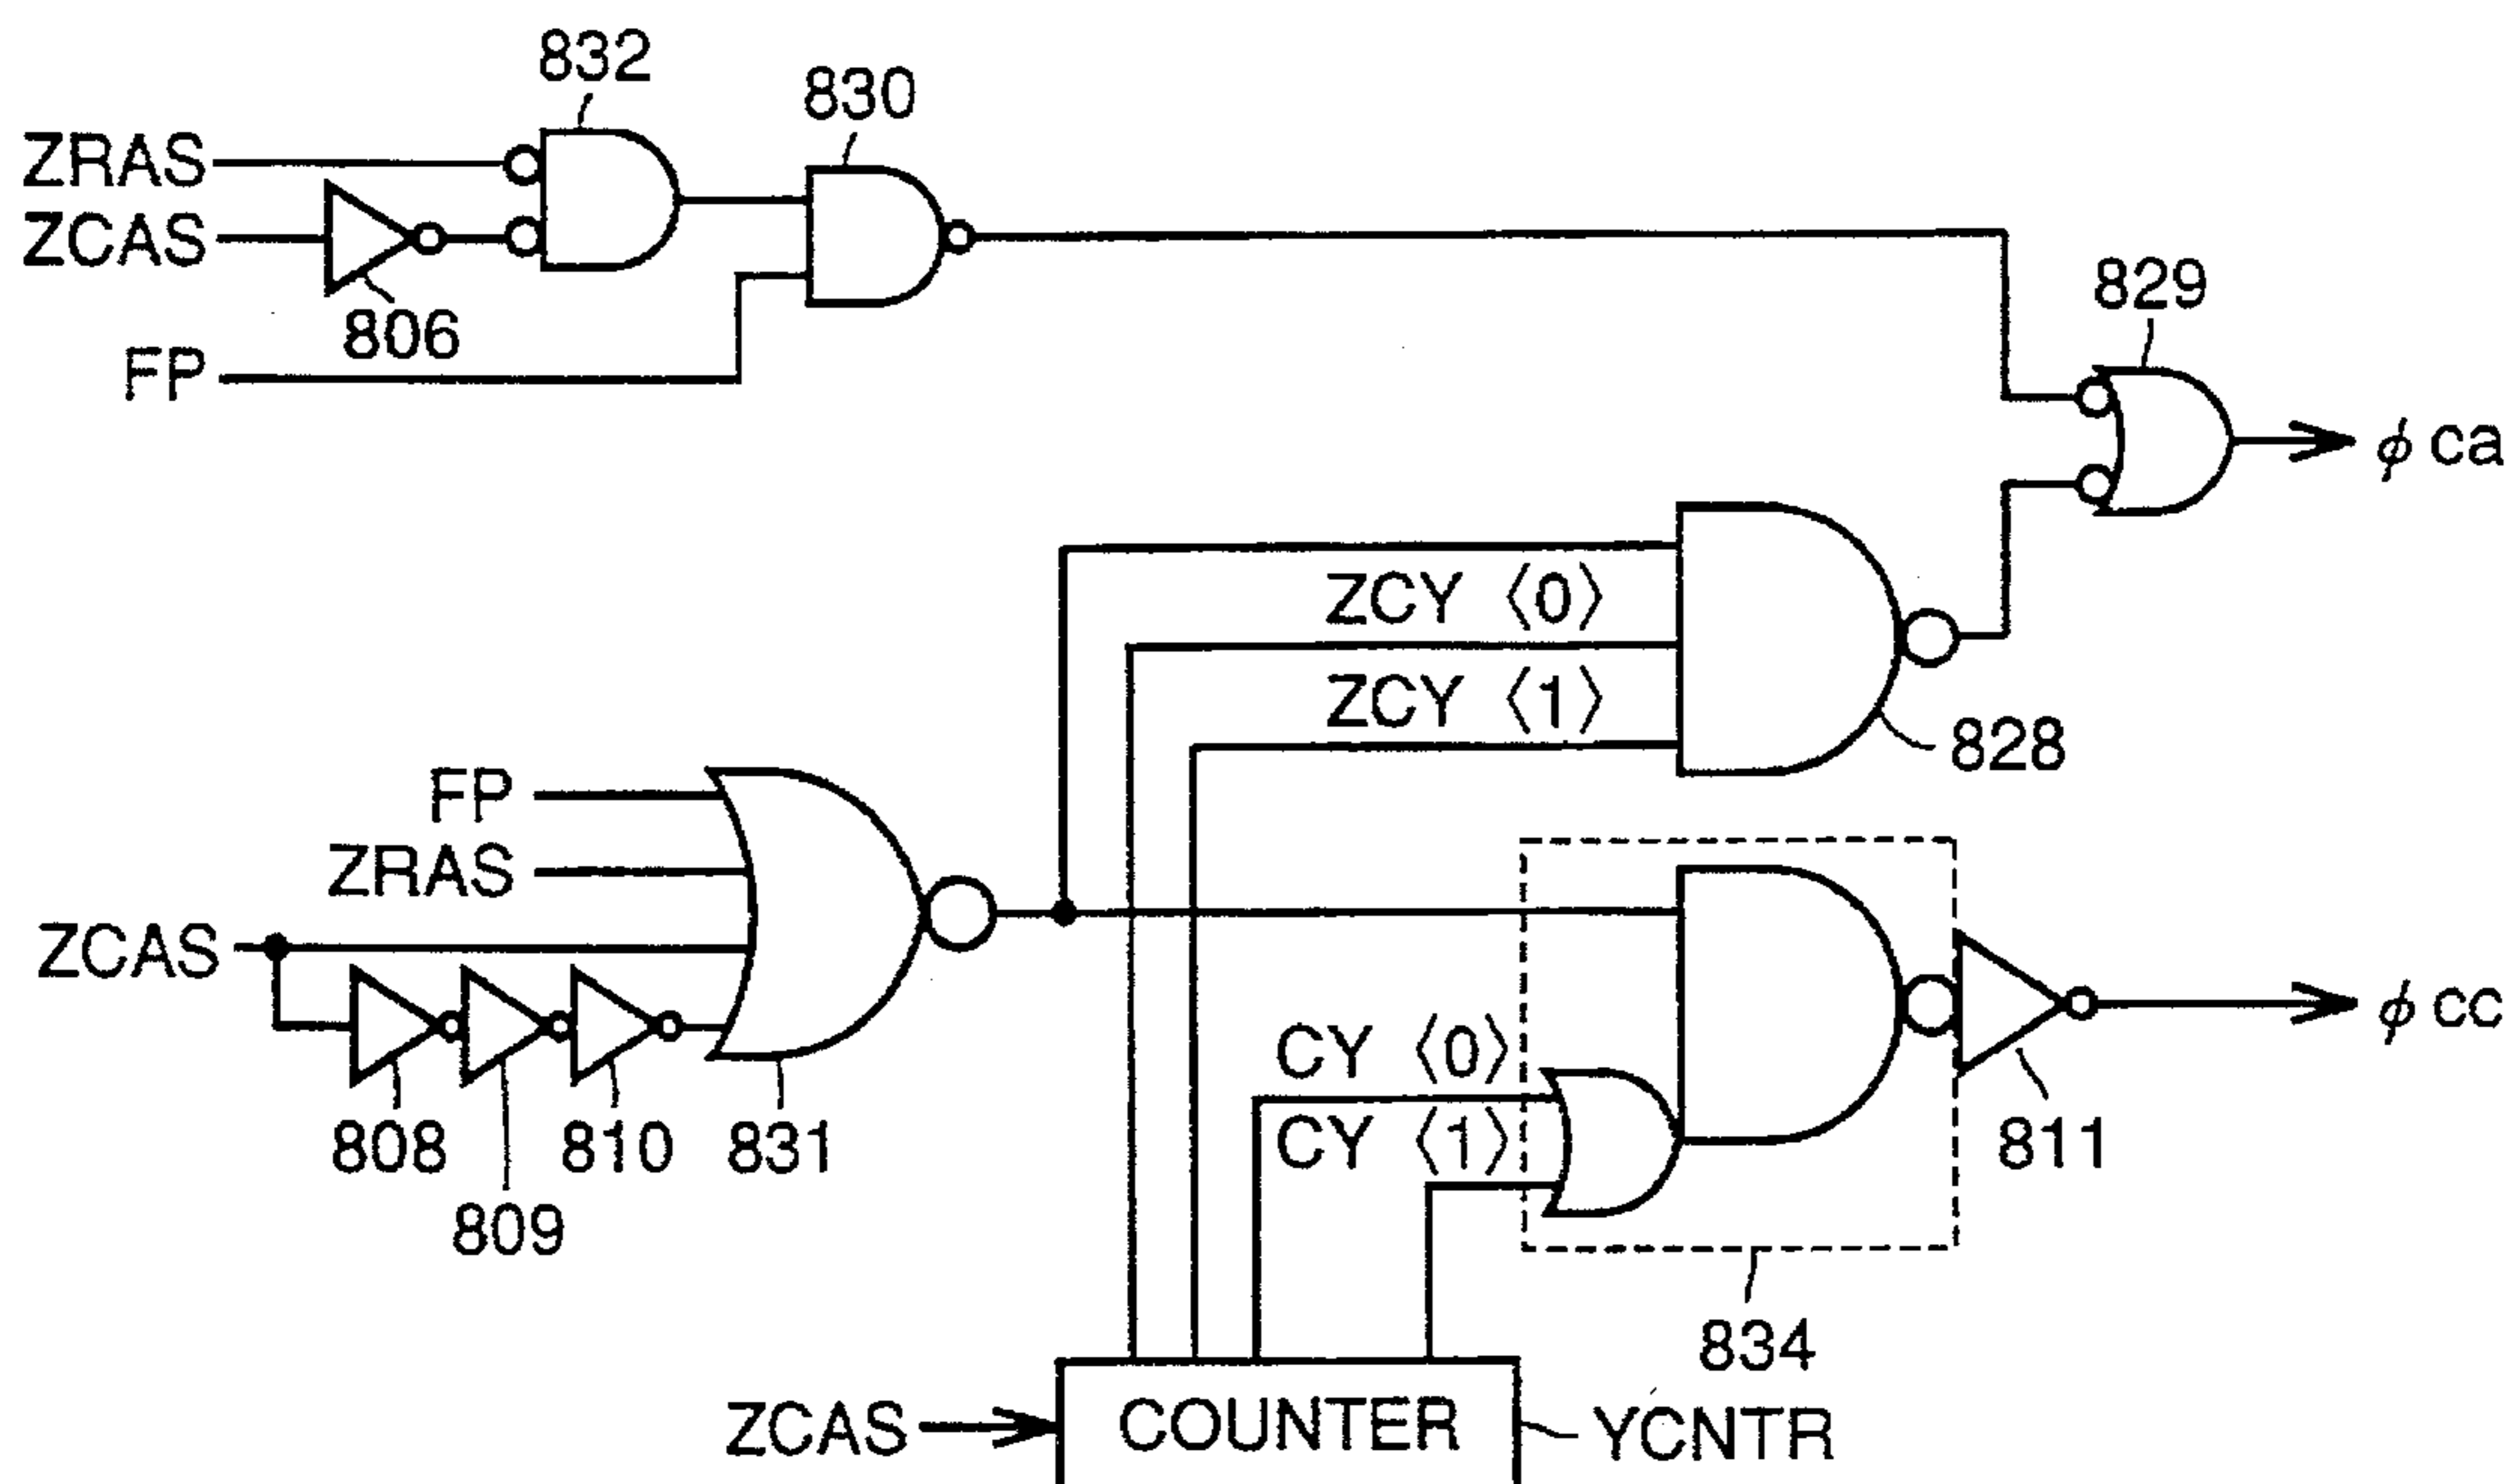 832
830
ZRAS
ZCAS
806
FP
829
φ ca
ZCY ⟨0⟩
ZCY ⟨1⟩
828
FP
ZRAS
ZCAS
808
809
810
831
CY ⟨0⟩
CY ⟨1⟩
φ cc
811
834
ZCAS
COUNTER
YCNTR